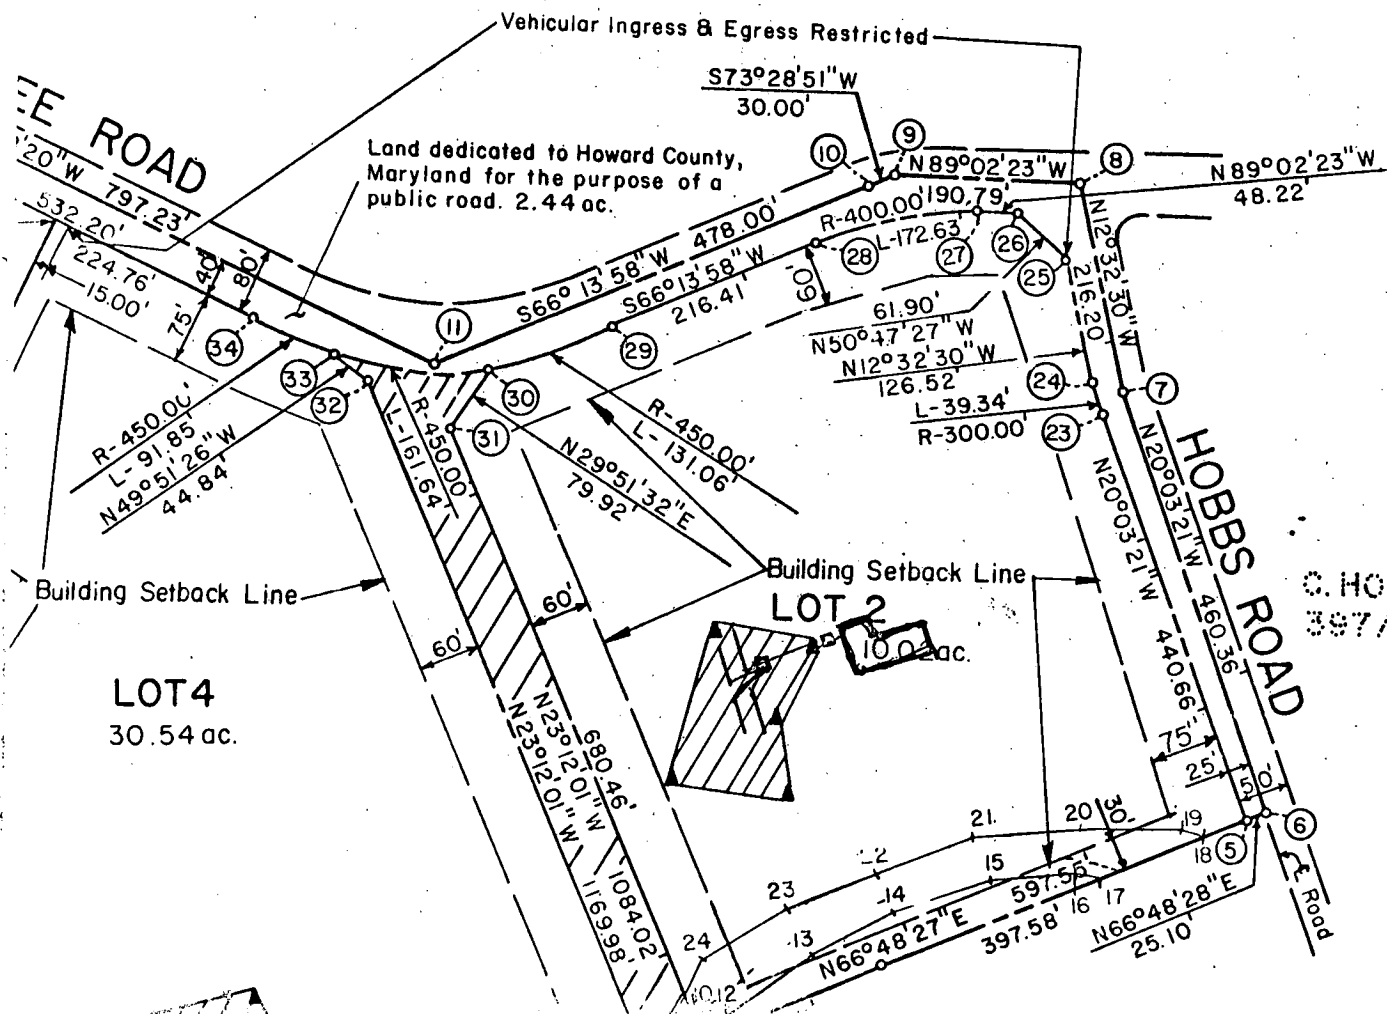 Vehicular Ingress & Egress Restricted
S73°28'51"W
30.00'
EE ROAD
'20"W 797.23'
532.20'
224.76'
15.00'
40'
80'
75'
Land dedicated to Howard County,
Maryland for the purpose of a
public road. 2.44 ac.
10
9
8
N89°02'23"W
190.79'
N89°02'23"W
48.22'
S66°13'58"W 478.00'
S66°13'58"W
216.41'
R-400.00'
L-172.63'
28
27
26
25
60'
N12°32'30"W
216.20'
61.90'
N50°47'27"W
N12°32'30"W
126.52'
L-39.34'
R-300.00'
24
23
7
11
34
33
32
30
31
29
R-450.00'
L-91.85'
N49°51'26"W
44.84'
R-450.00'
L-161.64'
R-450.00'
L-131.06'
N29°51'32"E
79.92'
HOBBS ROAD
N20°03'21"W 460.36'
N20°03'21"W 440.66'
Building Setback Line
Building Setback Line
LOT 2
10.02ac.
LOT 4
30.54 ac.
60'
60'
N23°12'01"W 680.46'
N23°12'01"W 1084.02'
1169.98'
75'
25'
50'
30'
21
20
19
18
5
6
23
15
14
13
24
16
17
597.55'
N66°48'27"E 397.58'
N66°48'28"E
25.10'
10
12
℄ Road
G. HO
397/